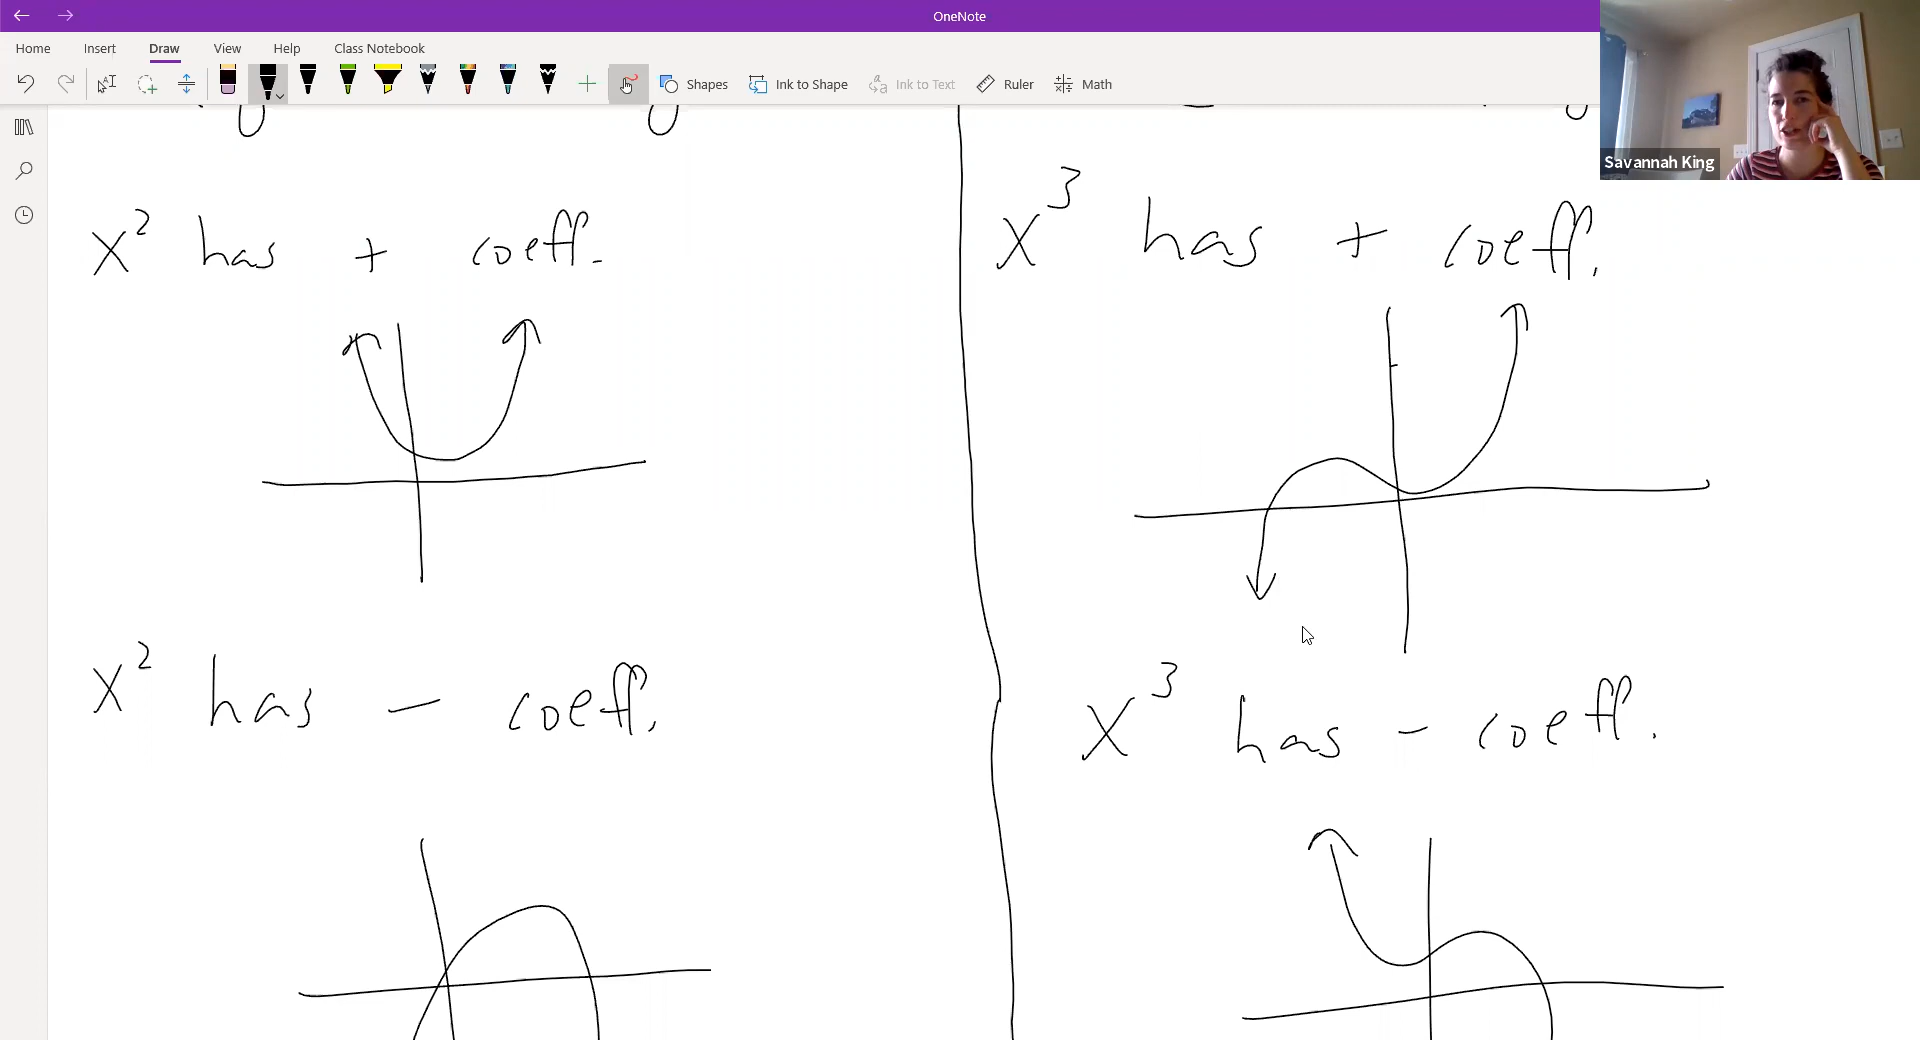 OneNote
Home Insert Draw View Help Class Notebook
Shapes Ink to Shape Ink to Text Ruler Math
Savannah King
x² has + coeff.
x³ has + coeff.
x² has - coeff.
x³ has - coeff.